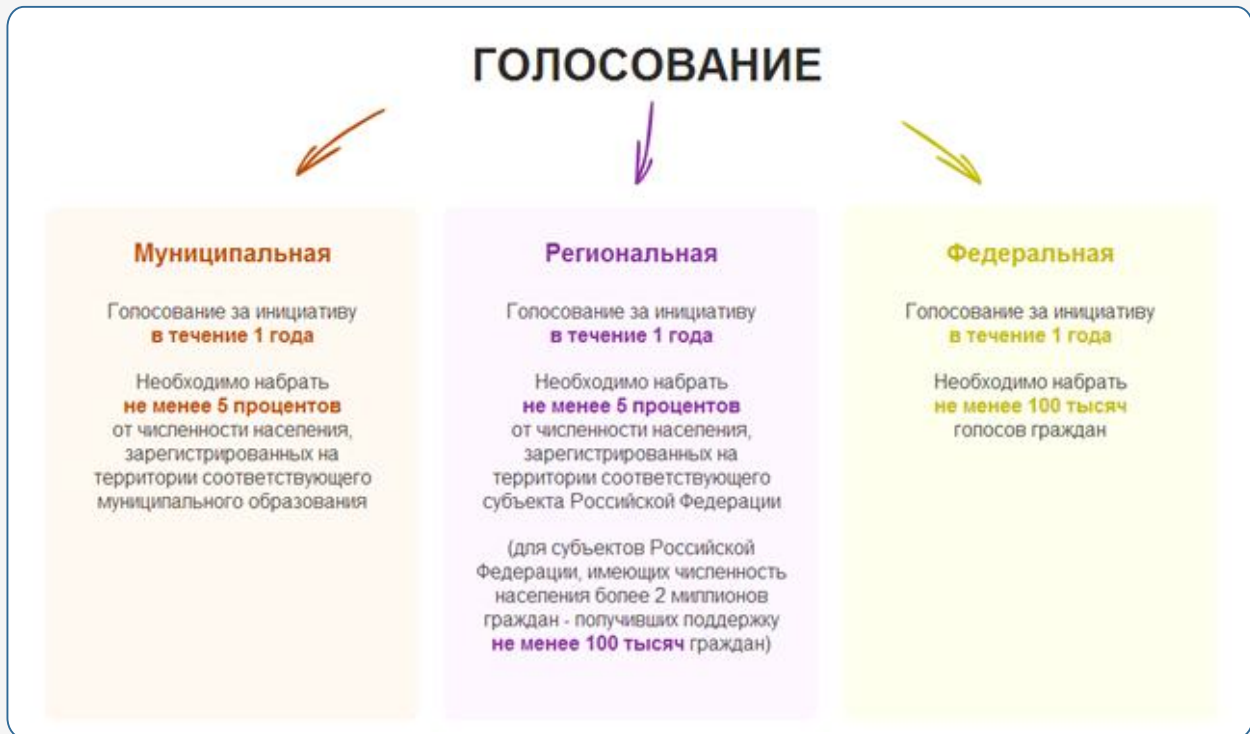 ГОЛОСОВАНИЕ
Муниципальная
Голосование за инициативу
в течение 1 года
Необходимо набрать
не менее 5 процентов
от численности населения,
зарегистрированных на
территории соответствующего
муниципального образования
Региональная
Голосование за инициативу
в течение 1 года
Необходимо набрать
не менее 5 процентов
от численности населения,
зарегистрированных на
территории соответствующего
субъекта Российской Федерации
(для субъектов Российской
Федерации, имеющих численность
населения более 2 миллионов
граждан - получивших поддержку
не менее 100 тысяч граждан)
Федеральная
Голосование за инициативу
в течение 1 года
Необходимо набрать
не менее 100 тысяч
голосов граждан